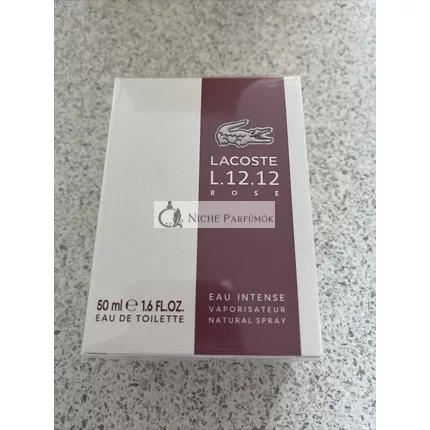 LACOSTE
L.12.12
ROSE
NICHE PARFÜMÖK
50 ml ℮ 1.6 FL.OZ.
EAU DE TOILETTE
EAU INTENSE
VAPORISATEUR
NATURAL SPRAY